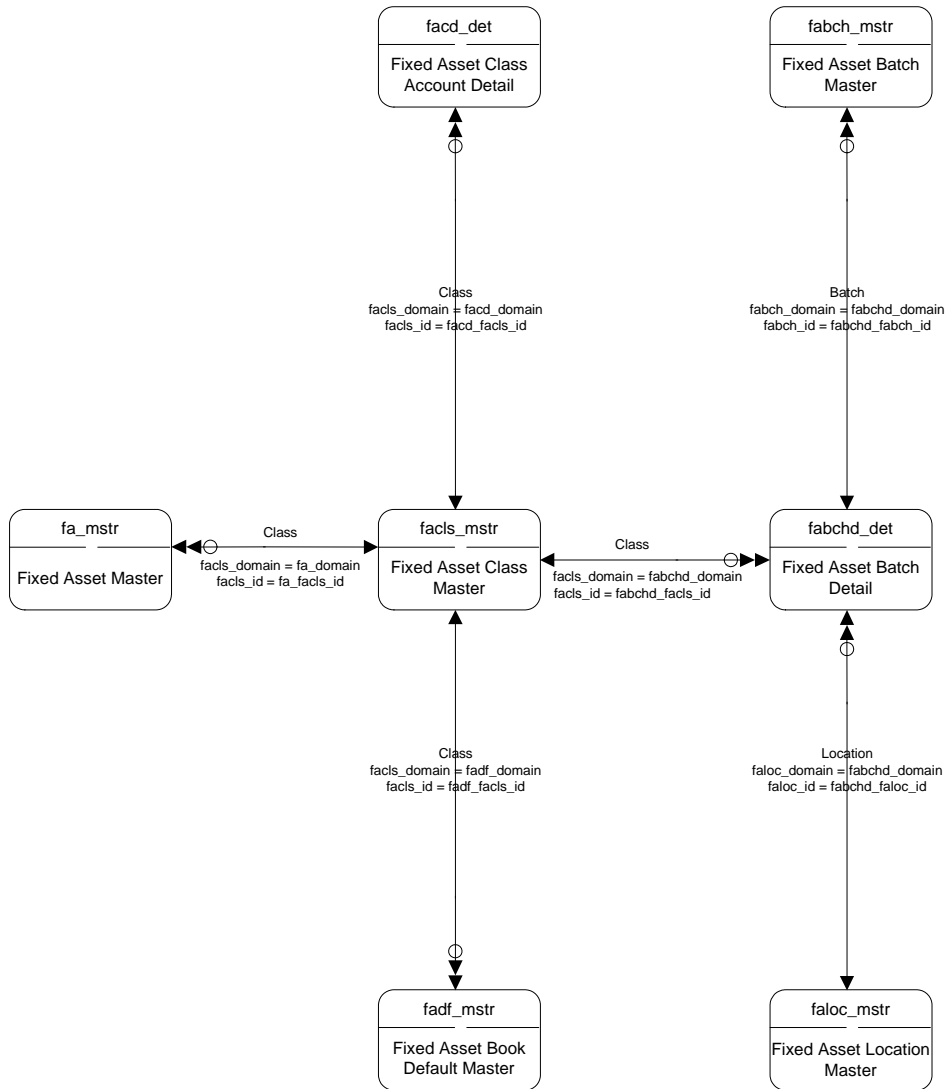 facd_det
Fixed Asset Class
Account Detail
fabch_mstr
Fixed Asset Batch
Master
Class
facls_domain = facd_domain
facls_id = facd_facls_id
Batch
fabch_domain = fabchd_domain
fabch_id = fabchd_fabch_id
fa_mstr
Fixed Asset Master
Class
facls_domain = fa_domain
facls_id = fa_facls_id
facls_mstr
Fixed Asset Class
Master
Class
facls_domain = fabchd_domain
facls_id = fabchd_facls_id
fabchd_det
Fixed Asset Batch
Detail
Class
facls_domain = fadf_domain
facls_id = fadf_facls_id
Location
faloc_domain = fabchd_domain
faloc_id = fabchd_faloc_id
fadf_mstr
Fixed Asset Book
Default Master
faloc_mstr
Fixed Asset Location
Master